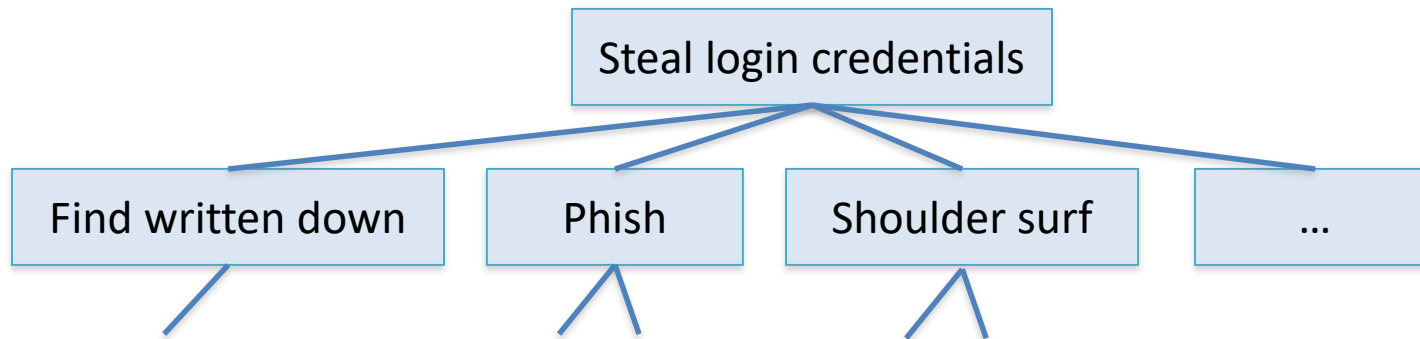 Steal login credentials
Find written down
Phish
Shoulder surf
…